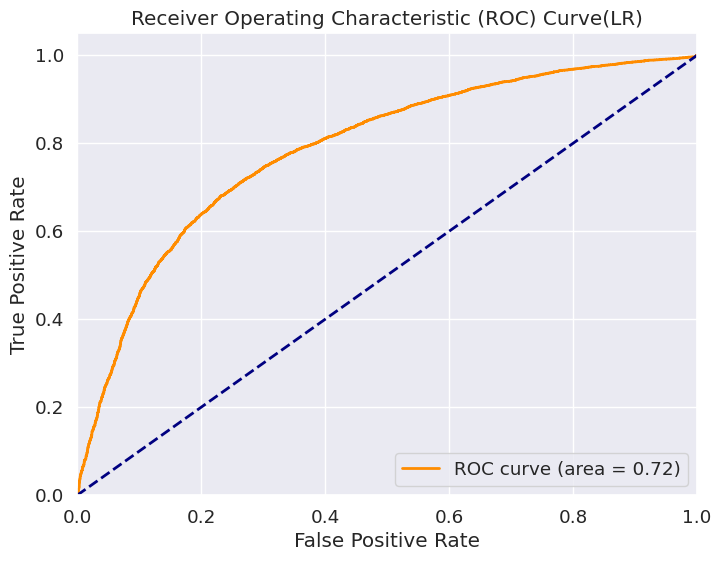 Receiver Operating Characteristic (ROC) Curve(LR)
True Positive Rate
1.0
0.8
0.6
0.4
0.2
0.0
ROC curve (area = 0.72)
0.0 0.2 0.4 0.6 0.8 1.0
False Positive Rate